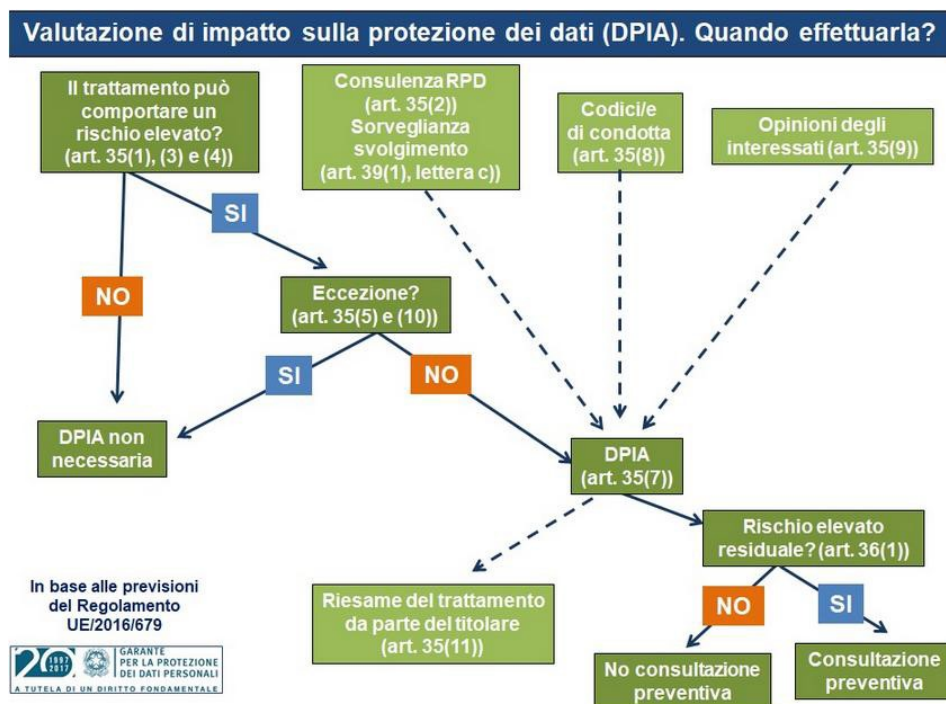 Valutazione di impatto sulla protezione dei dati (DPIA). Quando effettuarla?
Il trattamento può
comportare un
rischio elevato?
(art. 35(1), (3) e (4))
Consulenza RPD
(art. 35(2))
Sorveglianza
svolgimento
(art. 39(1), lettera c))
Codici/e
di condotta
(art. 35(8))
Opinioni degli
interessati (art. 35(9))
SI
NO
Eccezione?
(art. 35(5) e (10))
SI
NO
DPIA non
necessaria
DPIA
(art. 35(7))
Rischio elevato
residuale? (art. 36(1))
In base alle previsioni
del Regolamento
UE/2016/679
Riesame del trattamento
da parte del titolare
(art. 35(11))
NO
SI
No consultazione
preventiva
Consultazione
preventiva
20 1997
2017
GARANTE
PER LA PROTEZIONE
DEI DATI PERSONALI
A TUTELA DI UN DIRITTO FONDAMENTALE